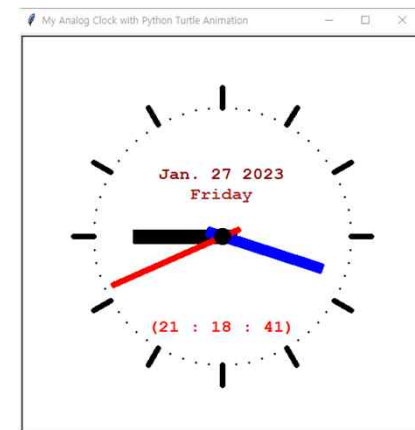 My Analog Clock with Python Turtle Animation
Jan. 27 2023
Friday
(21 : 18 : 41)